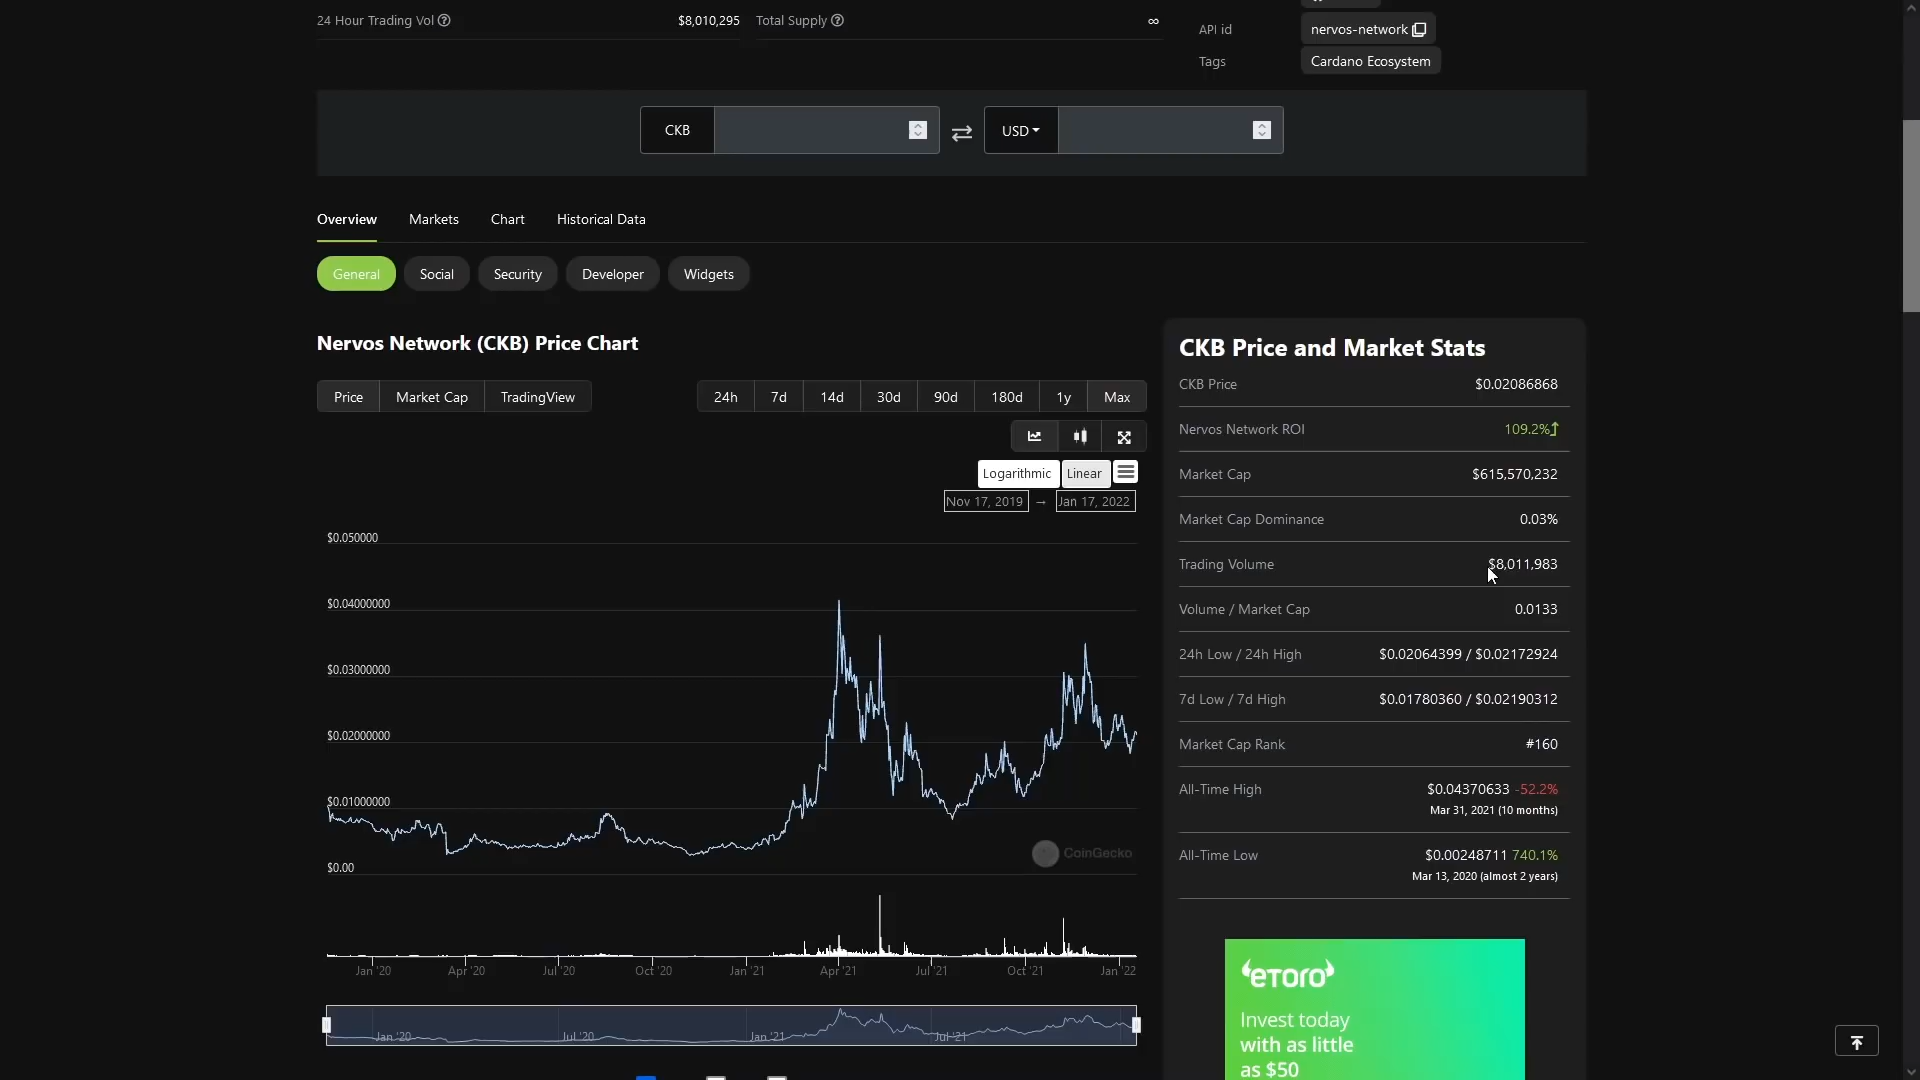 24 Hour Trading Vol $8,010,295 Total Supply ∞
API id nervos-network
Tags Cardano Ecosystem
CKB USD
Overview Markets Chart Historical Data
General Social Security Developer Widgets
Nervos Network (CKB) Price Chart
Price Market Cap TradingView 24h 7d 14d 30d 90d 180d 1y Max
Logarithmic Linear
Nov 17, 2019 → Jan 17, 2022
$0.050000
$0.04000000
$0.03000000
$0.02000000
$0.01000000
$0.00
CoinGecko
Jan '20 Apr '20 Jul '20 Oct '20 Jan '21 Apr '21 Jul '21 Oct '21 Jan '22
Jan '20 Jul '20 Jan '21 Jul '21
CKB Price and Market Stats
CKB Price $0.02086868
Nervos Network ROI 109.2%
Market Cap $615,570,232
Market Cap Dominance 0.03%
Trading Volume $8,011,983
Volume / Market Cap 0.0133
24h Low / 24h High $0.02064399 / $0.02172924
7d Low / 7d High $0.01780360 / $0.02190312
Market Cap Rank #160
All-Time High $0.04370633 -52.2%
Mar 31, 2021 (10 months)
All-Time Low $0.00248711 740.1%
Mar 13, 2020 (almost 2 years)
eToro
Invest today
with as little
as $50